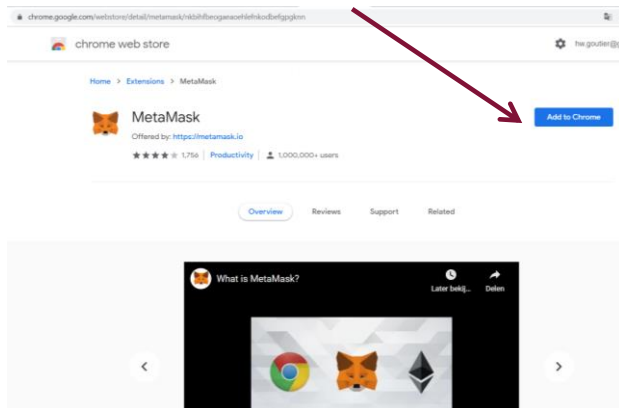 chrome.google.com/webstore/detail/metamask/nkbihfbeogaeaoehlefnkodbefgpgknn
chrome web store
hw.goutier@g
Home > Extensions > MetaMask
MetaMask
Add to Chrome
Offered by: https://metamask.io
1,756 | Productivity | 1,000,000+ users
Overview Reviews Support Related
What is MetaMask?
Later bekij... Delen